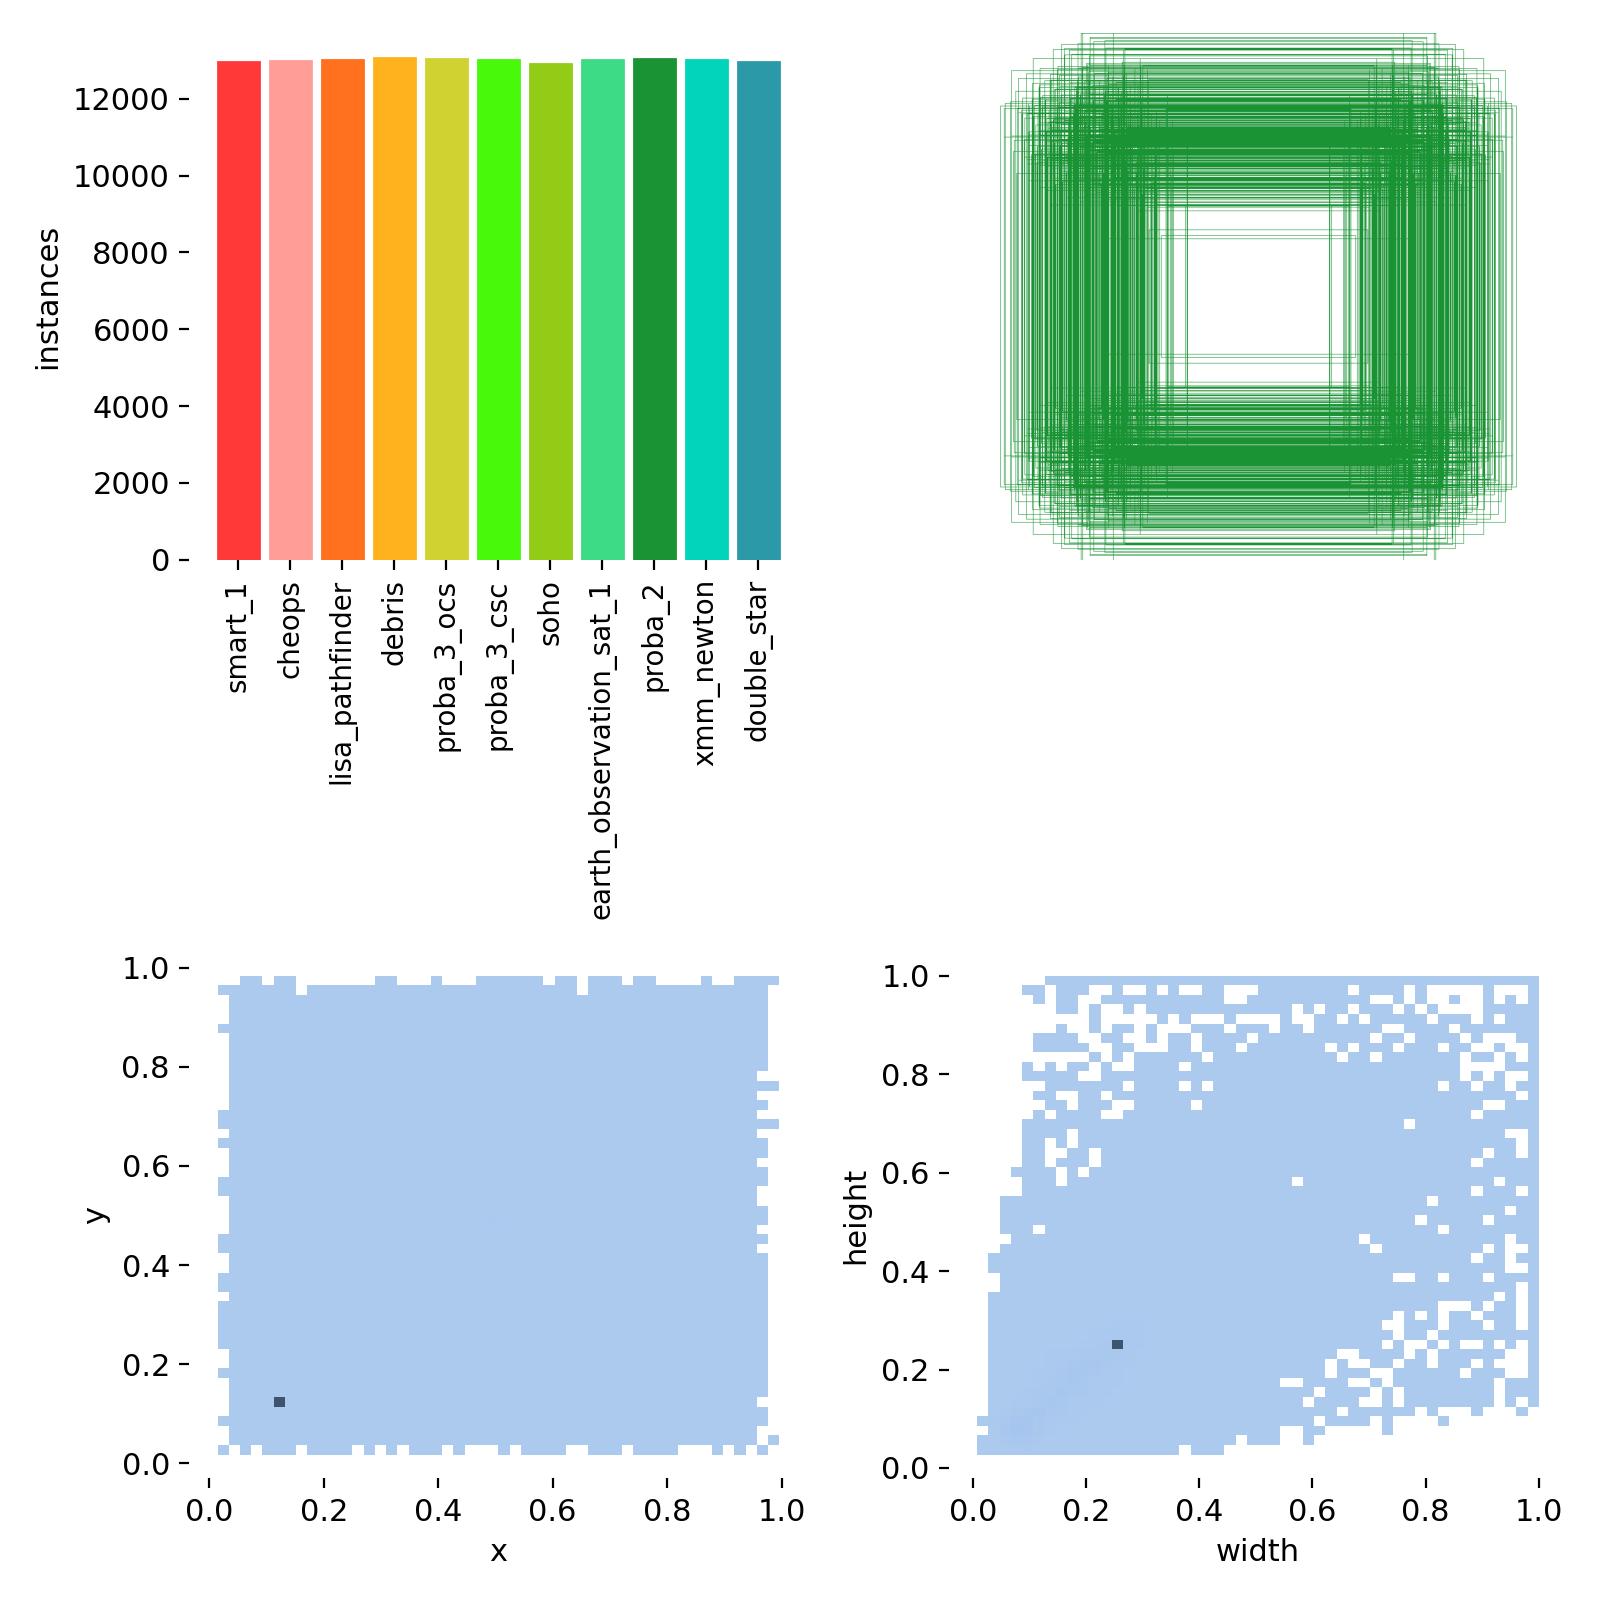 instances
12000
10000
8000
6000
4000
2000
0
smart_1
cheops
lisa_pathfinder
debris
proba_3_ocs
proba_3_csc
soho
earth_observation_sat_1
proba_2
xmm_newton
double_star
y
1.0
0.8
0.6
0.4
0.2
0.0
0.0 0.2 0.4 0.6 0.8 1.0
x
height
1.0
0.8
0.6
0.4
0.2
0.0
0.0 0.2 0.4 0.6 0.8 1.0
width